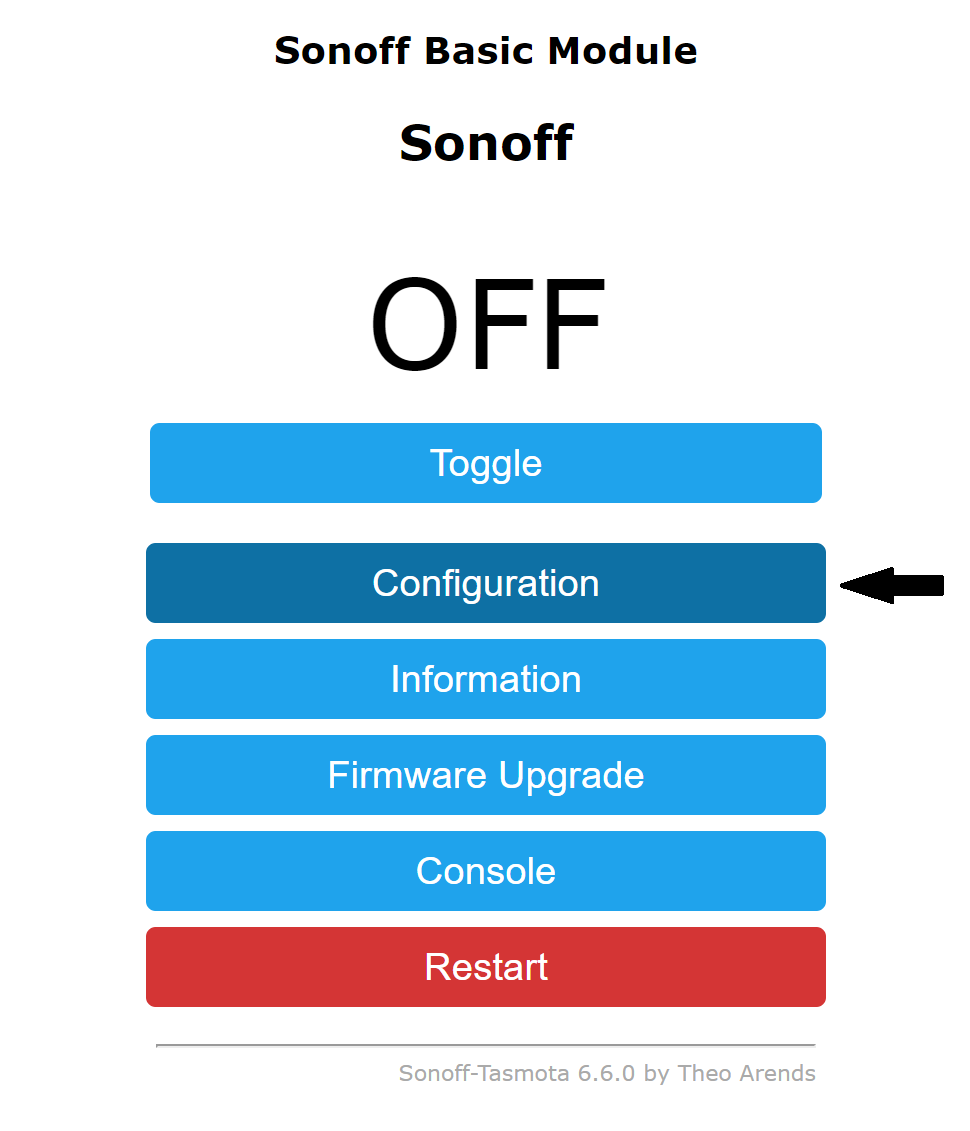 Sonoff Basic Module
Sonoff
OFF
Toggle
Configuration
Information
Firmware Upgrade
Console
Restart
Sonoff-Tasmota 6.6.0 by Theo Arends